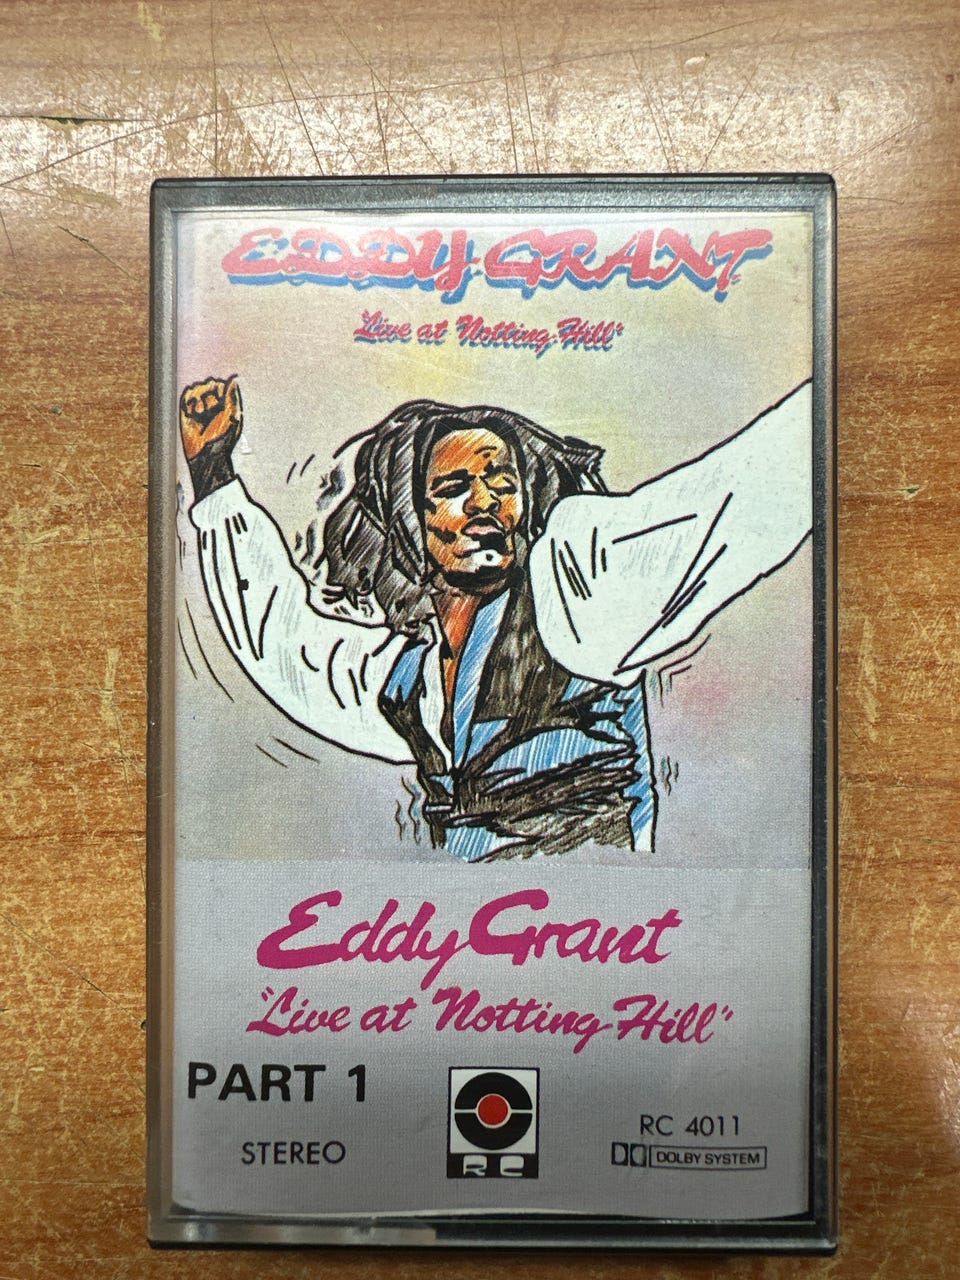 EDDY GRANT
"Live at Notting Hill"
Eddy Grant
"Live at Notting Hill"
PART 1
STEREO
RC
RC 4011
DOLBY SYSTEM